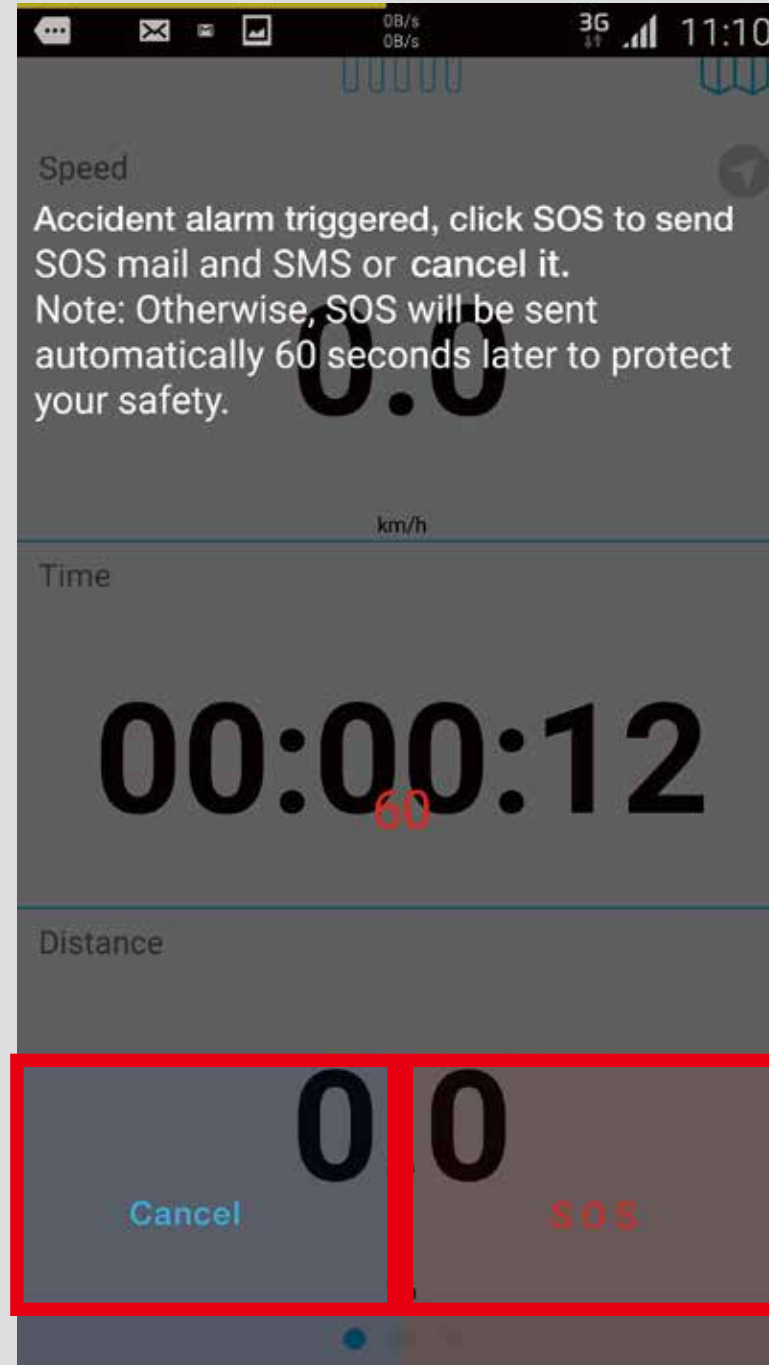 0B/s
0B/s
3G
11:10
Speed
Accident alarm triggered, click SOS to send
SOS mail and SMS or cancel it.
Note: Otherwise, SOS will be sent
automatically 60 seconds later to protect
your safety.
0.0
km/h
Time
00:00:12
60
Distance
0.0
Cancel
SOS